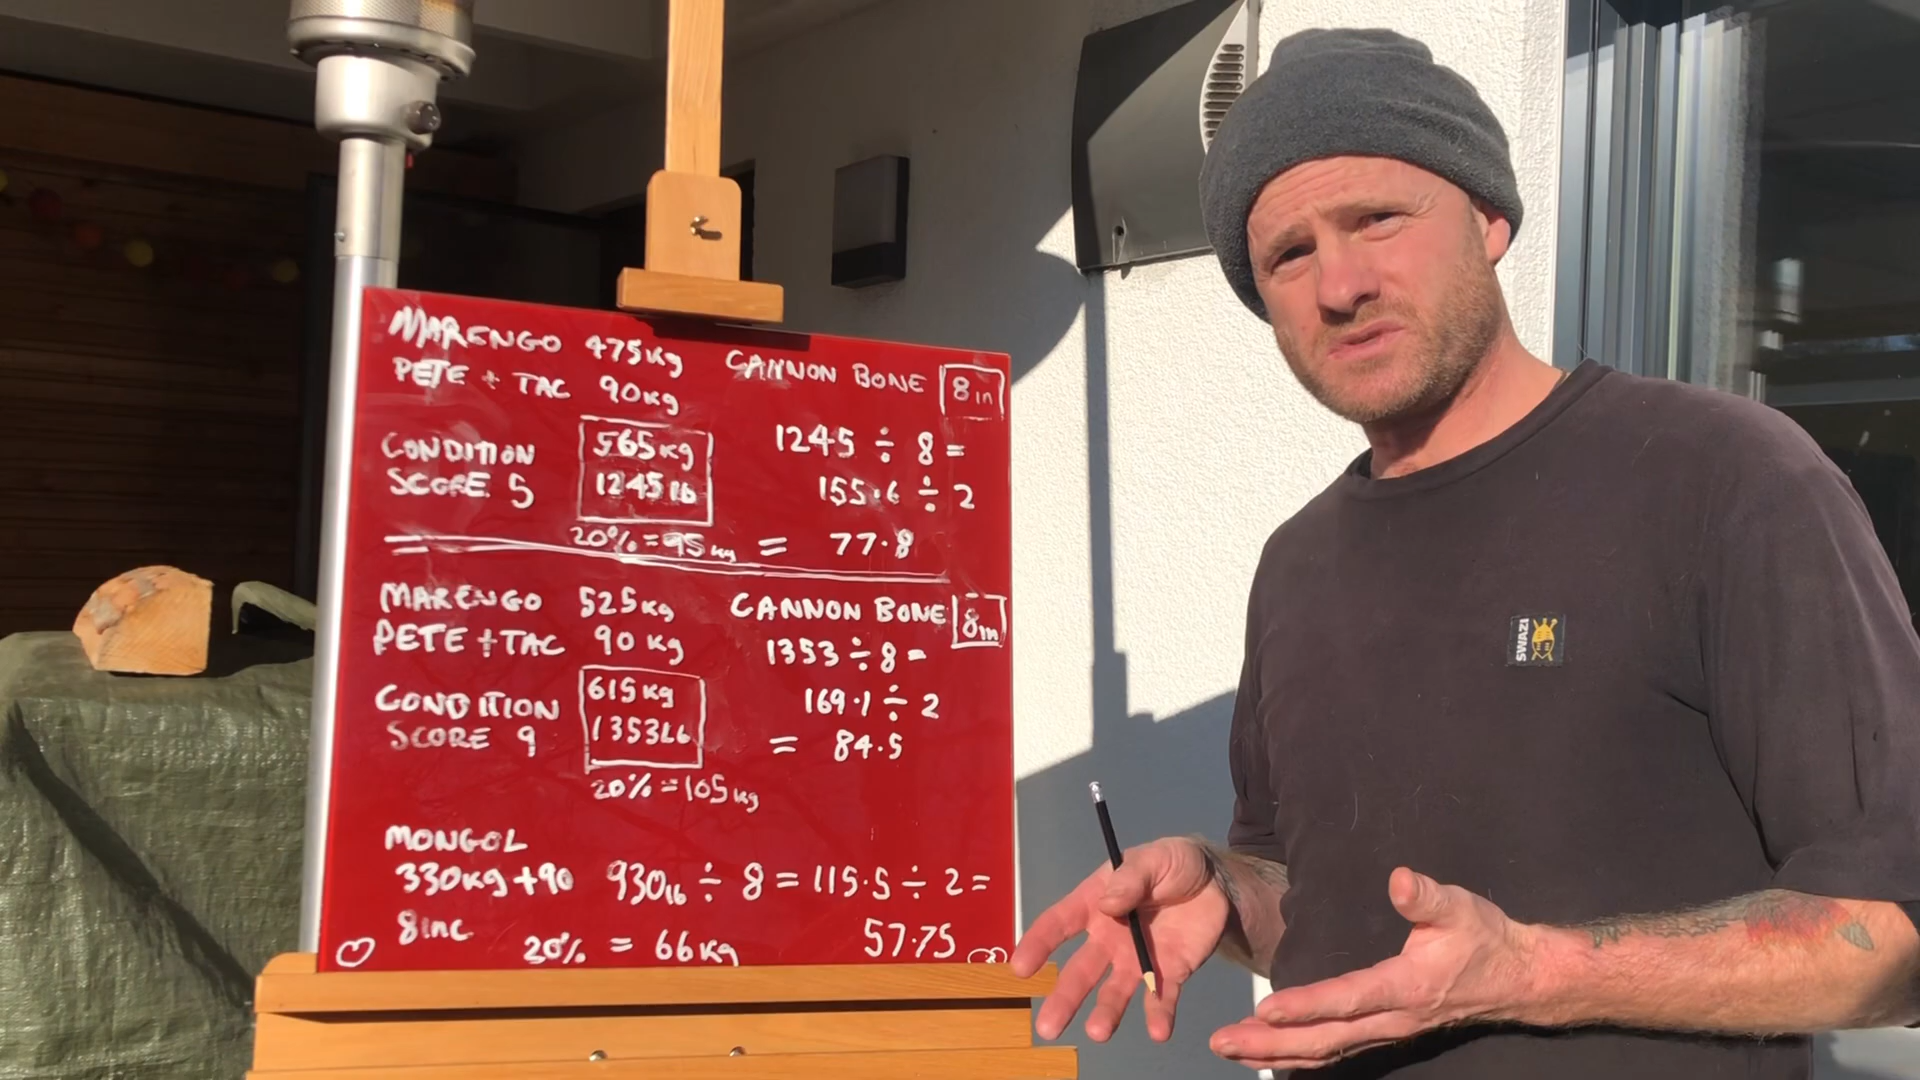 MARENGO 475kg
PETE + TAC 90kg
CANNON BONE 8in
CONDITION
SCORE 5
565kg
1245lb
20% = 95kg
1245 ÷ 8 =
155.6 ÷ 2
= 77.8
MARENGO 525kg
PETE + TAC 90kg
CANNON BONE 8in
CONDITION
SCORE 9
615kg
1353Lb
20% = 105kg
1353 ÷ 8 =
169.1 ÷ 2
= 84.5
MONGOL
330kg + 90
930lb ÷ 8 = 115.5 ÷ 2 =
8inc
20% = 66kg
57.75
SWAZI